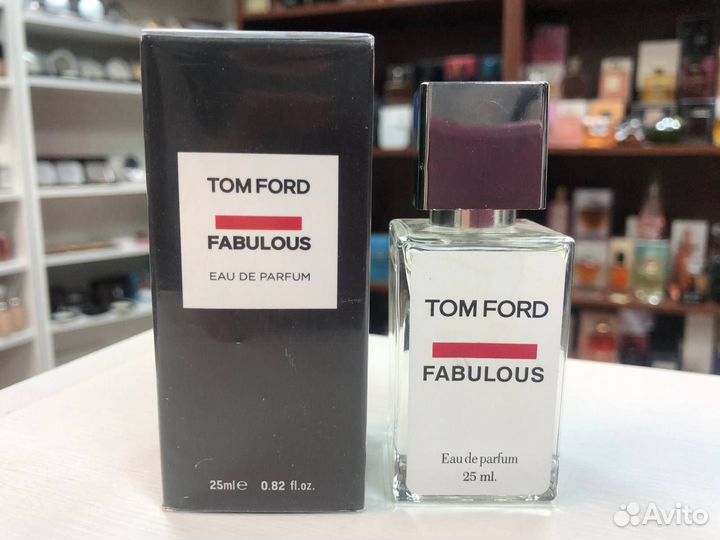 TOM FORD
FABULOUS
EAU DE PARFUM
25ml℮ 0.82 fl.oz.
TOM FORD
FABULOUS
Eau de parfum
25 ml.
Avito